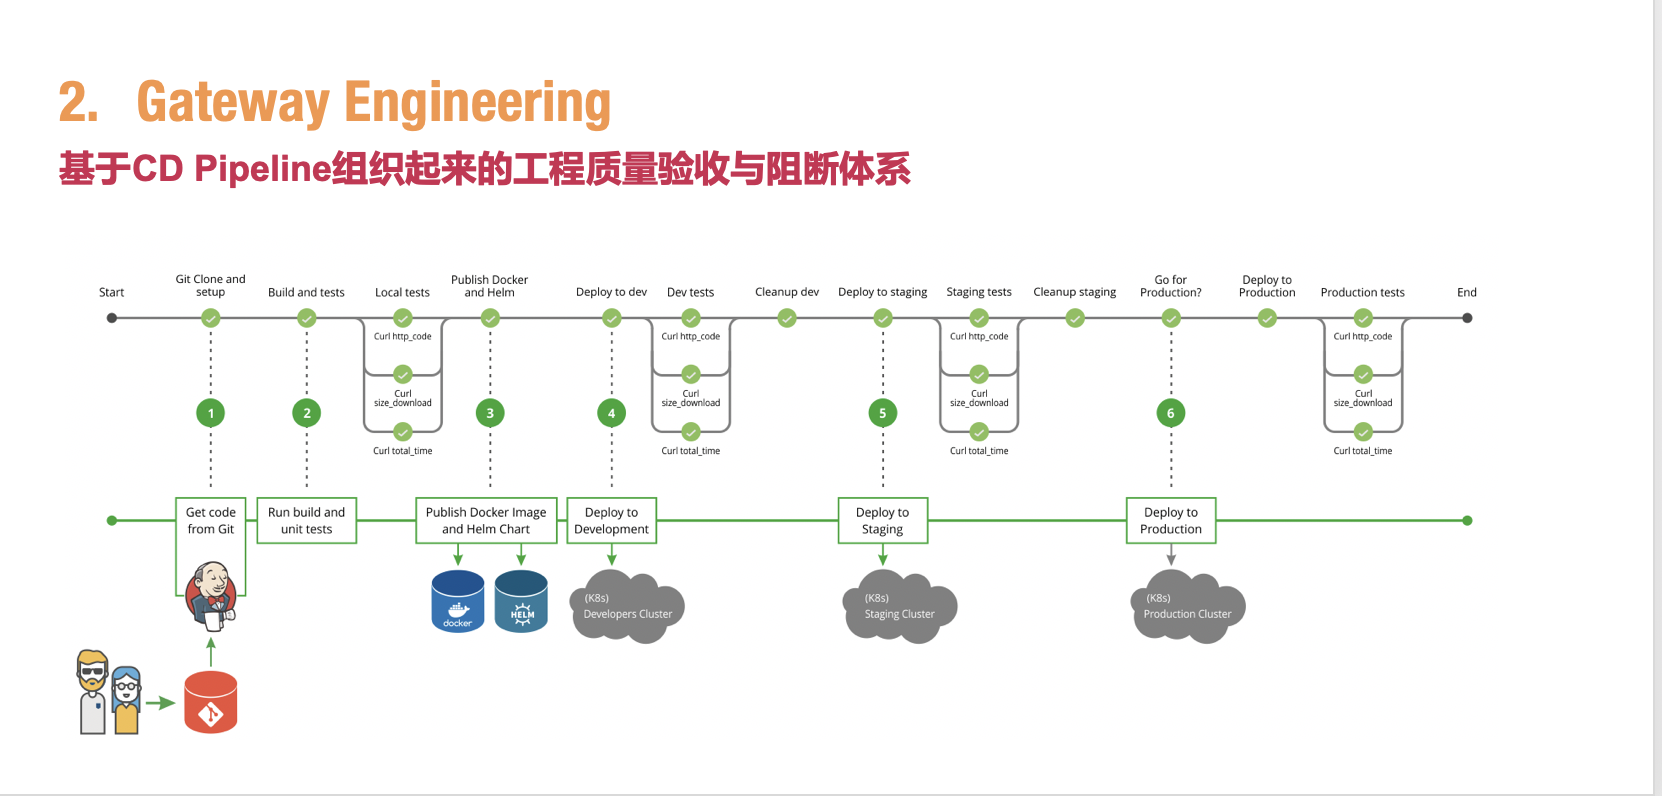 2. Gateway Engineering
基于CD Pipeline组织起来的工程质量验收与阻断体系
Start
Git Clone and
setup
Build and tests
Local tests
Publish Docker
and Helm
Deploy to dev
Dev tests
Cleanup dev
Deploy to staging
Staging tests
Cleanup staging
Go for
Production?
Deploy to
Production
Production tests
End
Curl http_code
Curl
size_download
Curl total_time
Curl http_code
Curl
size_download
Curl total_time
Curl http_code
Curl
size_download
Curl total_time
Curl http_code
Curl
size_download
Curl total_time
1
2
3
4
5
6
Get code
from Git
Run build and
unit tests
Publish Docker Image
and Helm Chart
Deploy to
Development
Deploy to
Staging
Deploy to
Production
docker
HELM
(K8s)
Developers Cluster
(K8s)
Staging Cluster
(K8s)
Production Cluster